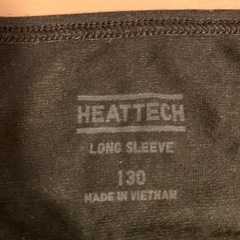 HEATTECH
LONG SLEEVE
130
MADE IN VIETNAM